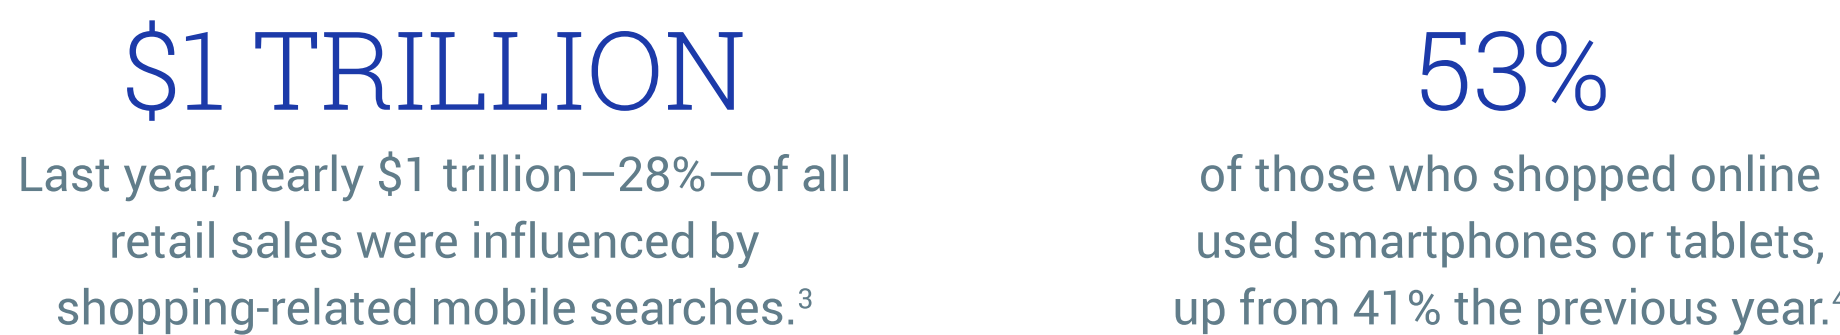 $1 TRILLION
Last year, nearly $1 trillion—28%—of all
retail sales were influenced by
shopping-related mobile searches.³
53%
of those who shopped online
used smartphones or tablets,
up from 41% the previous year.⁴